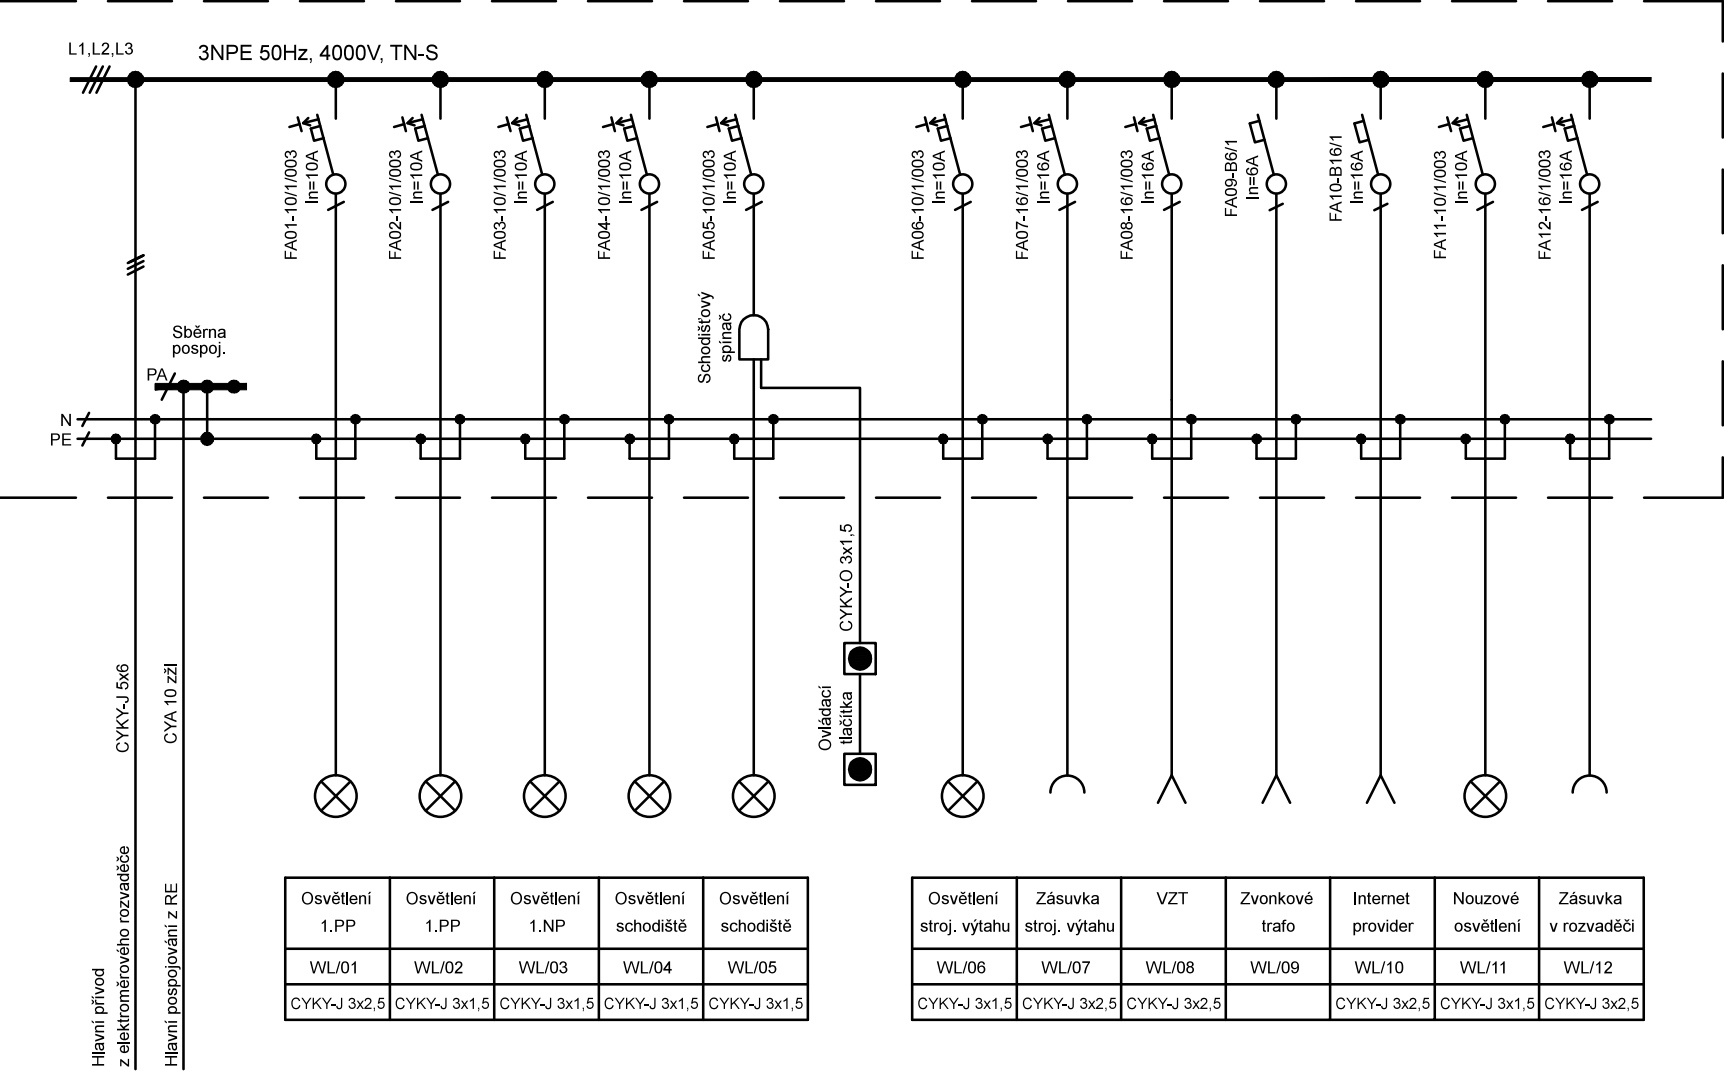 L1,L2,L3
3NPE 50Hz, 4000V, TN-S
FA01-10/1/003
In=10A
FA02-10/1/003
In=10A
FA03-10/1/003
In=10A
FA04-10/1/003
In=10A
FA05-10/1/003
In=10A
FA06-10/1/003
In=10A
FA07-16/1/003
In=16A
FA08-16/1/003
In=16A
FA09-B6/1
In=6A
FA10-B16/1
In=16A
FA11-10/1/003
In=10A
FA12-16/1/003
In=16A
Schodišťový
spínač
Sběrna
pospoj.
PA
N
PE
CYKY-O 3x1,5
CYKY-J 5x6
CYA 10 zžl
Ovládací
tlačítka
Hlavní přívod
z elektroměrového rozvaděče
Hlavní pospojování z RE
Osvětlení
1.PP
WL/01
CYKY-J 3x2,5
Osvětlení
1.PP
WL/02
CYKY-J 3x1,5
Osvětlení
1.NP
WL/03
CYKY-J 3x1,5
Osvětlení
schodiště
WL/04
CYKY-J 3x1,5
Osvětlení
schodiště
WL/05
CYKY-J 3x1,5
Osvětlení
stroj. výtahu
WL/06
CYKY-J 3x1,5
Zásuvka
stroj. výtahu
WL/07
CYKY-J 3x2,5
VZT
WL/08
CYKY-J 3x2,5
Zvonkové
trafo
WL/09
Internet
provider
WL/10
CYKY-J 3x2,5
Nouzové
osvětlení
WL/11
CYKY-J 3x1,5
Zásuvka
v rozvaděči
WL/12
CYKY-J 3x2,5